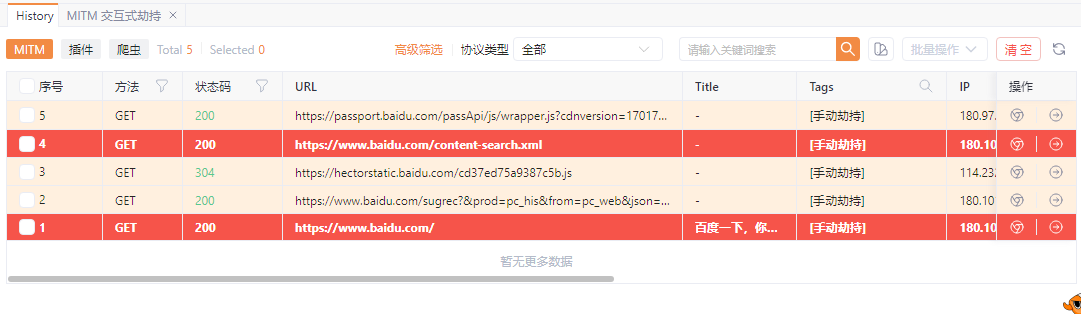 History MITM 交互式劫持
MITM 插件 爬虫 Total 5 Selected 0 高级筛选 协议类型 全部 请输入关键词搜索 批量操作 清 空
序号 方法 状态码 URL Title Tags IP 操作
5 GET 200 https://passport.baidu.com/passApi/js/wrapper.js?cdnversion=17017... - [手动劫持] 180.97.
4 GET 200 https://www.baidu.com/content-search.xml - [手动劫持] 180.10
3 GET 304 https://hectorstatic.baidu.com/cd37ed75a9387c5b.js - [手动劫持] 114.232
2 GET 200 https://www.baidu.com/sugrec?&prod=pc_his&from=pc_web&json=... - [手动劫持] 180.101
1 GET 200 https://www.baidu.com/ 百度一下，你... [手动劫持] 180.10
暂无更多数据